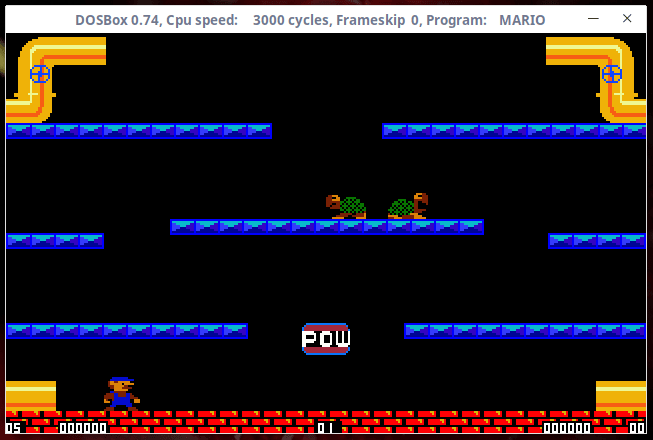 DOSBox 0.74, Cpu speed: 3000 cycles, Frameskip 0, Program: MARIO
POW
05 000000 01 000000 00